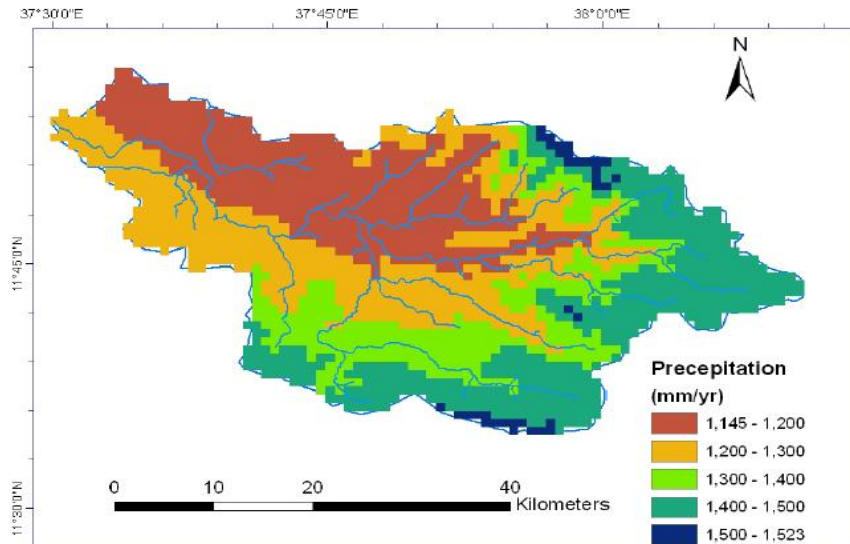 37°30'0"E 37°45'0"E 38°0'0"E
N
11°45'0"N
Precepitation
(mm/yr)
1,145 - 1,200
1,200 - 1,300
1,300 - 1,400
1,400 - 1,500
1,500 - 1,523
0 10 20 40
Kilometers
11°30'0"N